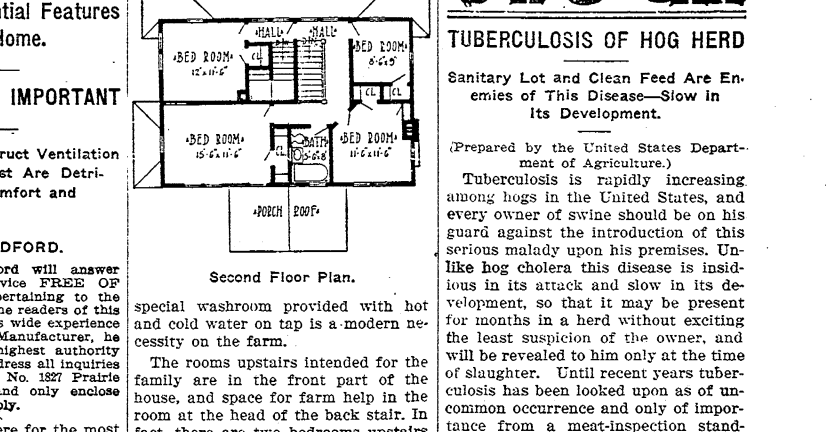 ntial Features
Home.
IMPORTANT
ruct Ventilation
st Are Detri-
mfort and
DFORD.
ord will answer
vice FREE OF
pertaining to the
he readers of this
s wide experience
Manufacturer, he
highest authority
dress all inquiries
No. 1827 Prairie
nd only enclose
ply.
ere for the most
HALL HALL
BED ROOM
12'x11'-6"
CL
BED ROOM
CL CL
BED ROOM
15'-6"x11'-6"
CL
BATH
BED ROOM
11'-6"x11'-6"
PORCH ROOF
Second Floor Plan.
special washroom provided with hot
and cold water on tap is a modern ne-
cessity on the farm.
The rooms upstairs intended for the
family are in the front part of the
house, and space for farm help in the
room at the head of the back stair. In
fact, there are two bedrooms upstairs
TUBERCULOSIS OF HOG HERD
Sanitary Lot and Clean Feed Are En-
emies of This Disease—Slow in
Its Development.
(Prepared by the United States Depart-
ment of Agriculture.)
Tuberculosis is rapidly increasing
among hogs in the United States, and
every owner of swine should be on his
guard against the introduction of this
serious malady upon his premises. Un-
like hog cholera this disease is insid-
ious in its attack and slow in its de-
velopment, so that it may be present
for months in a herd without exciting
the least suspicion of the owner, and
will be revealed to him only at the time
of slaughter. Until recent years tuber-
culosis has been looked upon as of un-
common occurrence and only of impor-
tance from a meat-inspection stand-